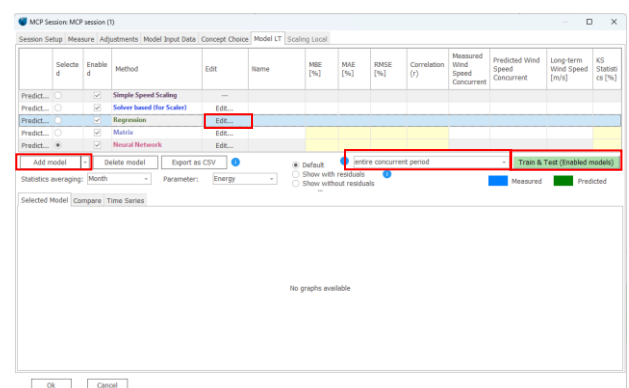 MCP Session: MCP session (1)
Session Setup Measure Adjustments Model Input Data Concept Choice Model LT Scaling Local
Selected Enabled Method Edit Name MBE [%] MAE [%] RMSE [%] Correlation (r) Measured Wind Speed Concurrent Predicted Wind Speed Concurrent Long-term Wind Speed [m/s] KS Statistics [%]
Predict... Simple Speed Scaling ---
Predict... Solver based (for Scaler) Edit...
Predict... Regression Edit...
Predict... Matrix Edit...
Predict... Neural Network Edit...
Add model Delete model Export as CSV Default entire concurrent period Train & Test (Enabled models)
Show with residuals
Statistics averaging: Month Parameter: Energy Show without residuals Measured Predicted
Selected Model Compare Time Series
No graphs available
Ok Cancel